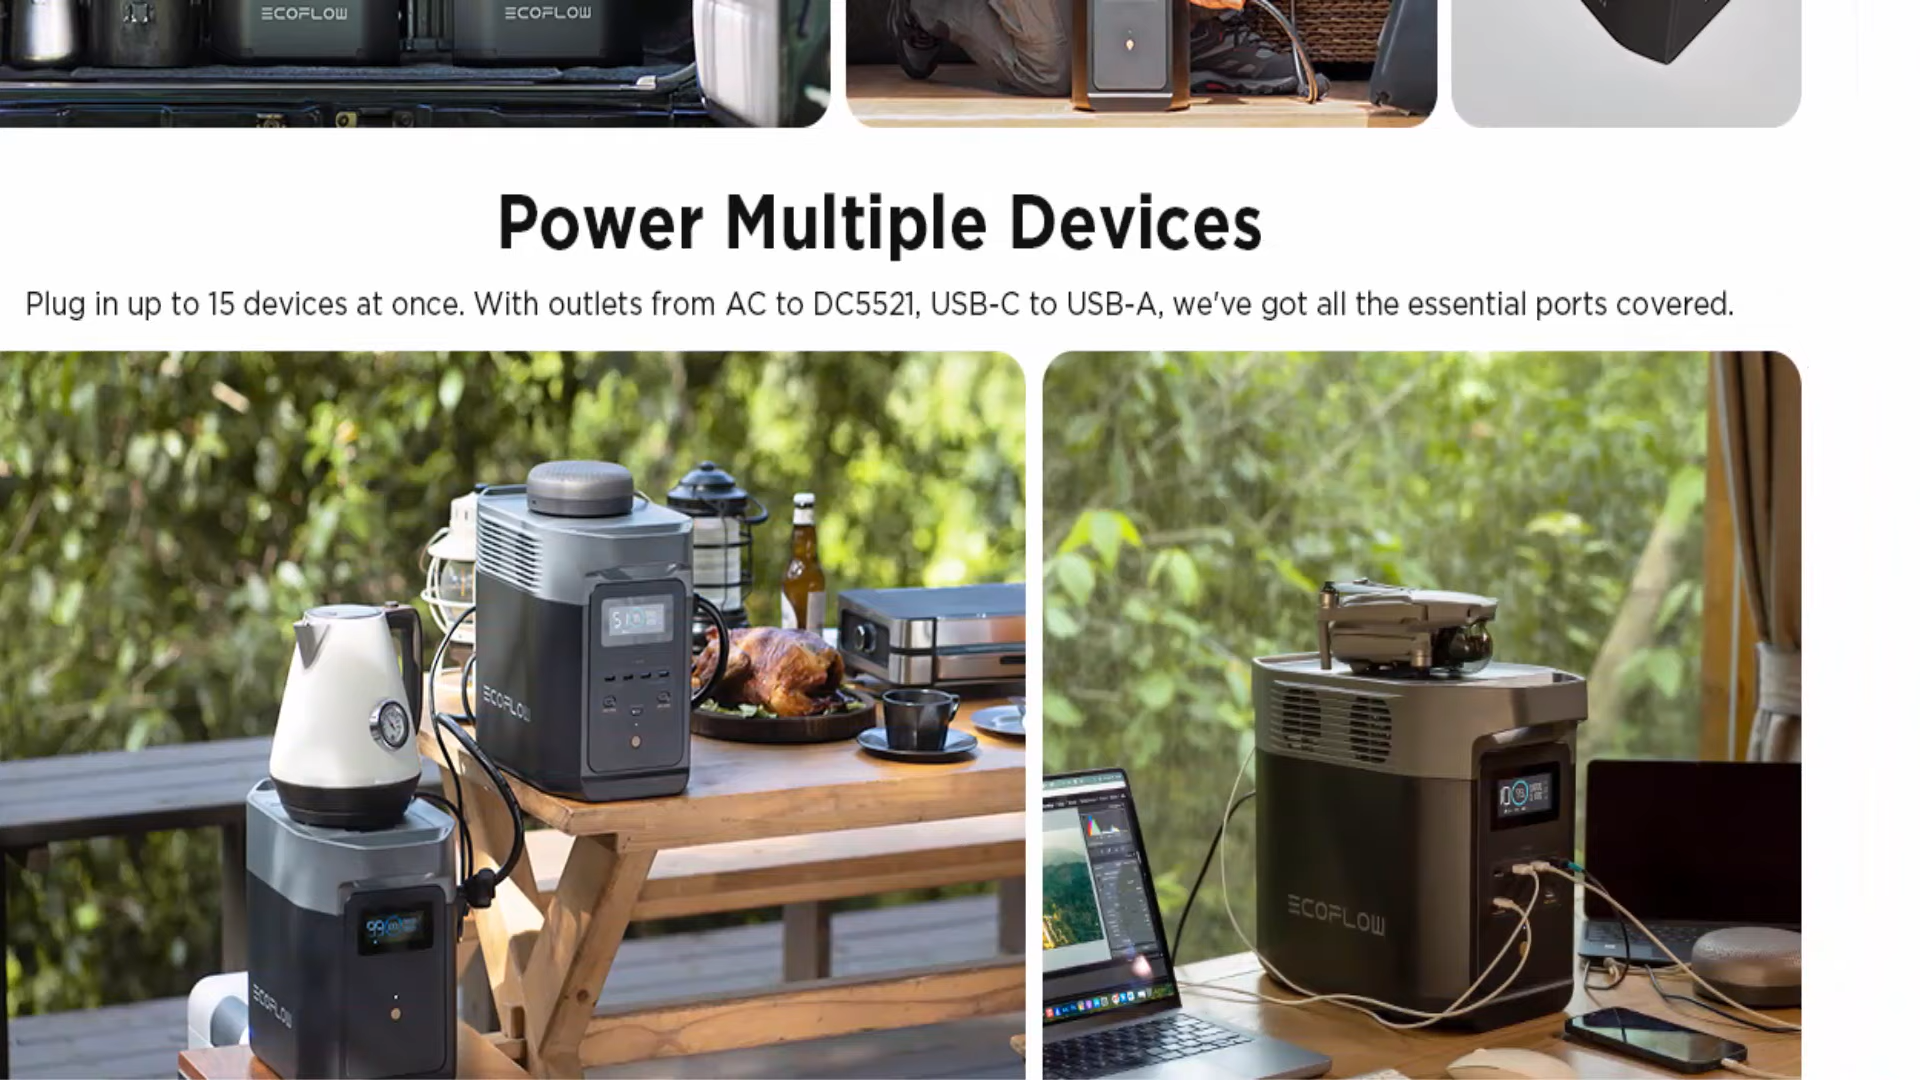 ECOFLOW
ECOFLOW
Power Multiple Devices
Plug in up to 15 devices at once. With outlets from AC to DC5521, USB-C to USB-A, we've got all the essential ports covered.
ECOFLOW
99
ECOFLOW
ECOFLOW